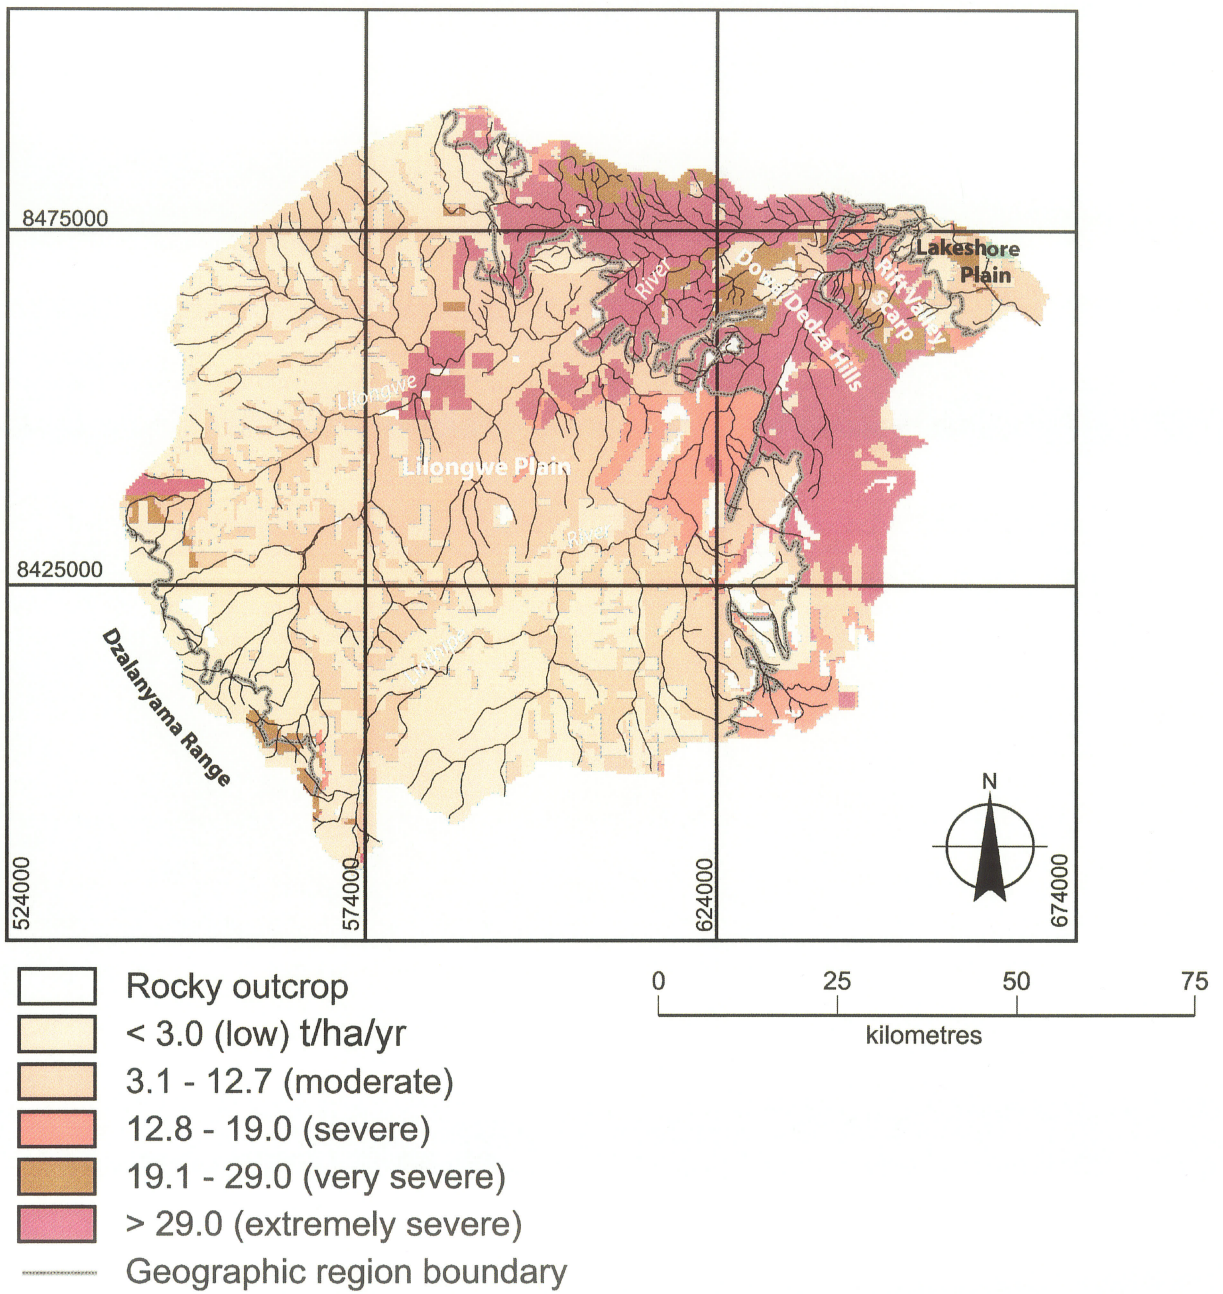 8475000
Lakeshore
Plain
River
Dowa/Dedza Hills
Rift Valley
Scarp
Lilongwe
Lilongwe Plain
River
8425000
Dzalanyama Range
N
524000
574000
624000
674000
Rocky outcrop
< 3.0 (low) t/ha/yr
3.1 - 12.7 (moderate)
12.8 - 19.0 (severe)
19.1 - 29.0 (very severe)
> 29.0 (extremely severe)
Geographic region boundary
0 25 50 75
kilometres